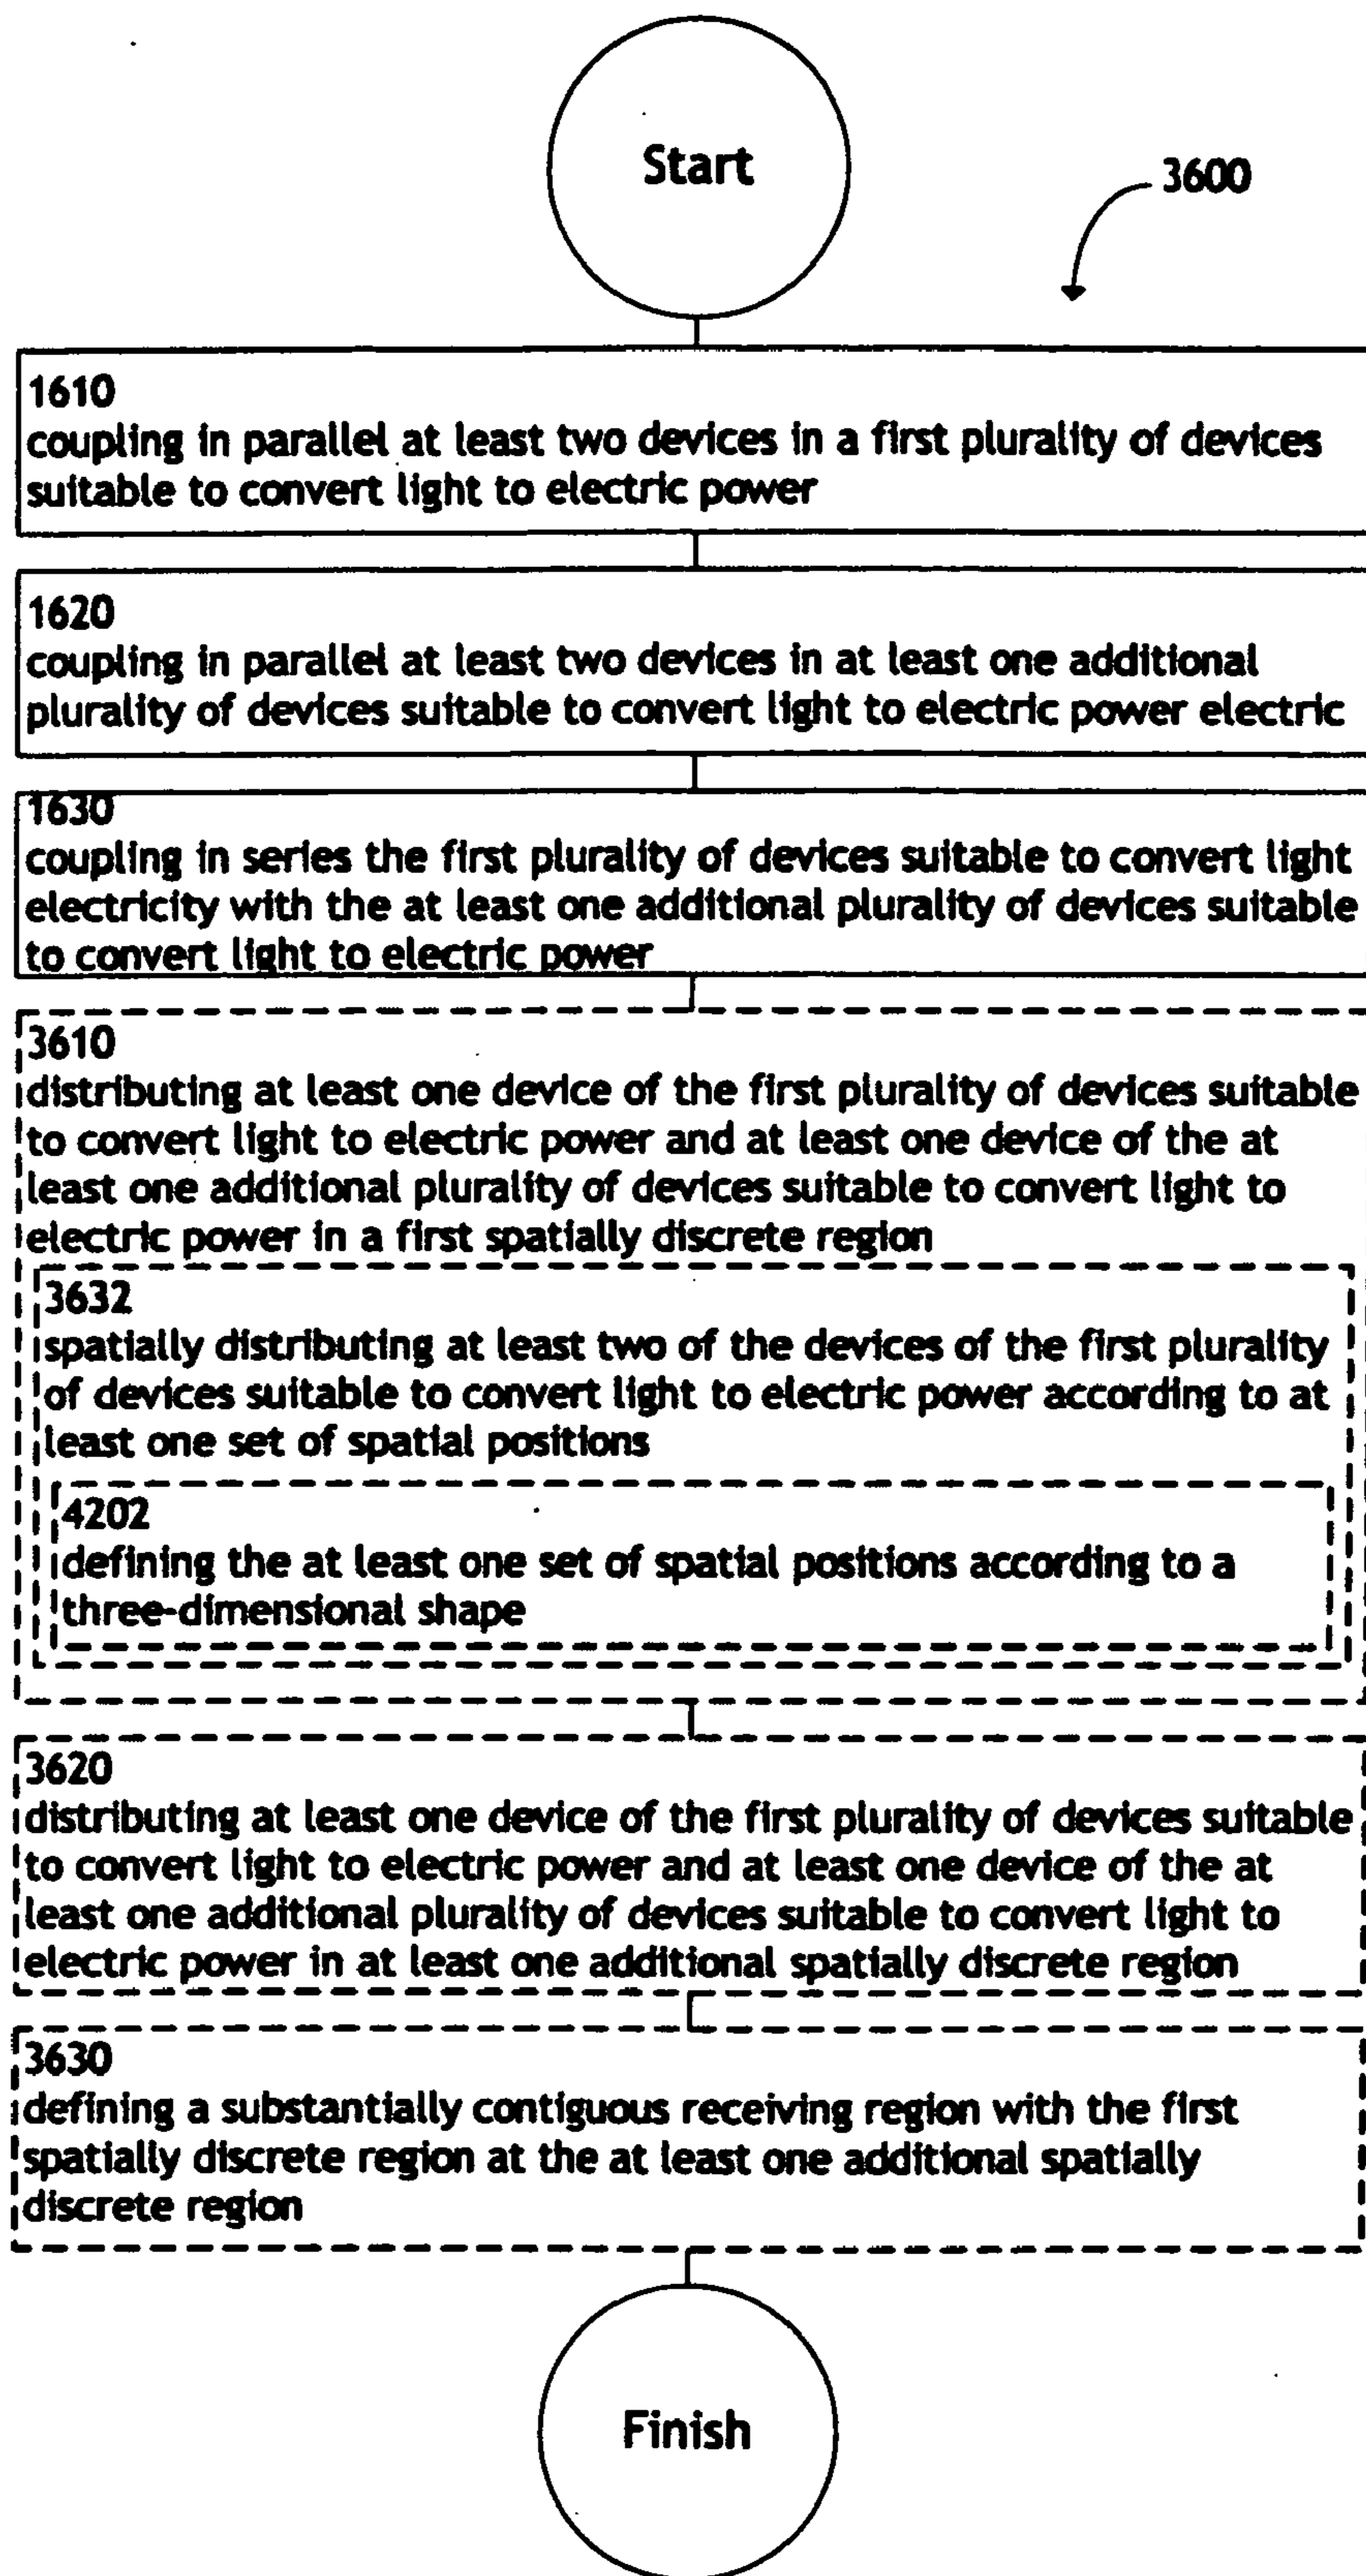 Start
3600
1610
coupling in parallel at least two devices in a first plurality of devices
suitable to convert light to electric power
1620
coupling in parallel at least two devices in at least one additional
plurality of devices suitable to convert light to electric power electric
1630
coupling in series the first plurality of devices suitable to convert light
electricity with the at least one additional plurality of devices suitable
to convert light to electric power
3610
distributing at least one device of the first plurality of devices suitable
to convert light to electric power and at least one device of the at
least one additional plurality of devices suitable to convert light to
electric power in a first spatially discrete region
3632
spatially distributing at least two of the devices of the first plurality
of devices suitable to convert light to electric power according to at
least one set of spatial positions
4202
defining the at least one set of spatial positions according to a
three-dimensional shape
3620
distributing at least one device of the first plurality of devices suitable
to convert light to electric power and at least one device of the at
least one additional plurality of devices suitable to convert light to
electric power in at least one additional spatially discrete region
3630
defining a substantially contiguous receiving region with the first
spatially discrete region at the at least one additional spatially
discrete region
Finish